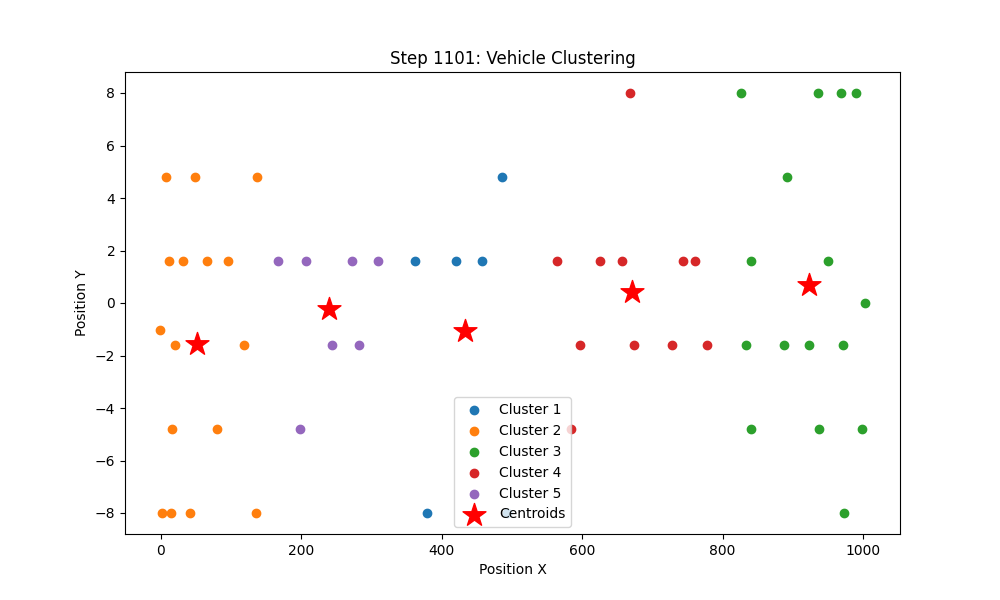 Step 1101: Vehicle Clustering
Position Y
8
6
4
2
0
−2
−4
−6
−8
0
200
400
600
800
1000
Position X
Cluster 1
Cluster 2
Cluster 3
Cluster 4
Cluster 5
Centroids